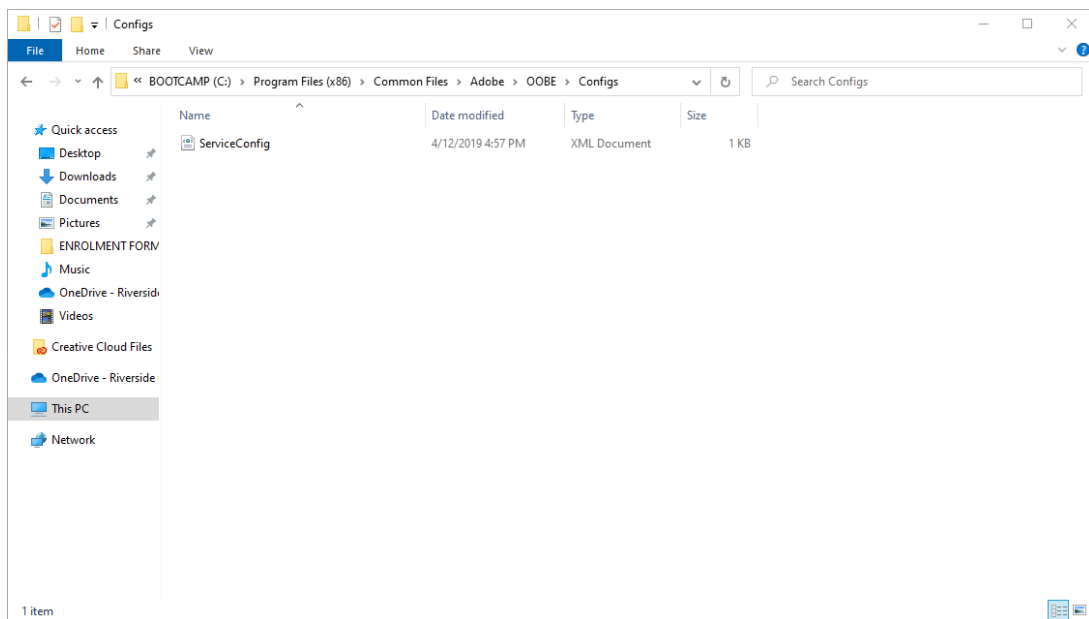 Configs
File Home Share View
« BOOTCAMP (C:) > Program Files (x86) > Common Files > Adobe > OOBE > Configs
Search Configs
Name Date modified Type Size
Quick access
ServiceConfig 4/12/2019 4:57 PM XML Document 1 KB
Desktop
Downloads
Documents
Pictures
ENROLMENT FORM
Music
OneDrive - Riversid
Videos
Creative Cloud Files
OneDrive - Riverside
This PC
Network
1 item